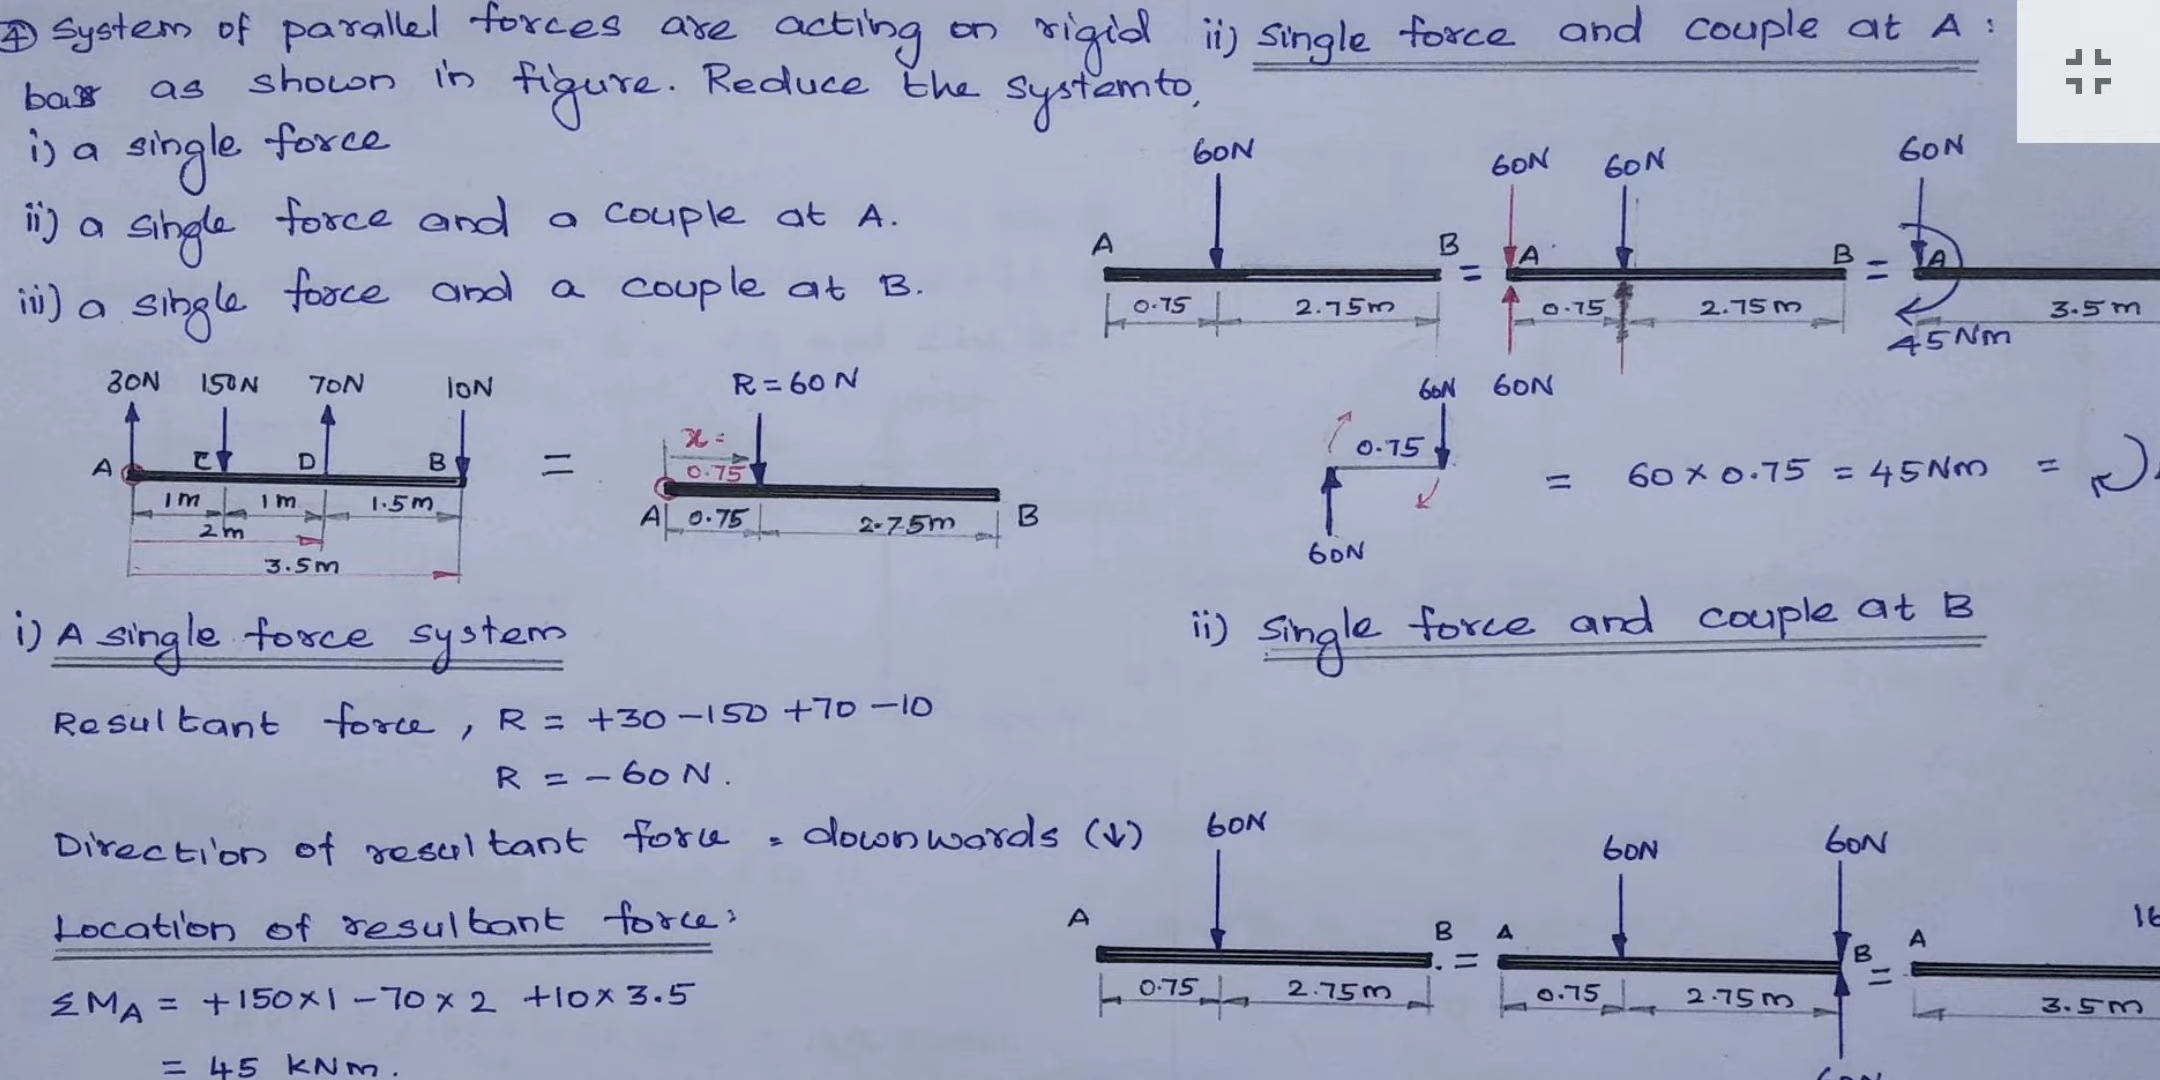 4) System of parallel forces are acting on rigid
bar as shown in figure. Reduce the system to,
i) a single force
ii) a single force and a couple at A.
iii) a single force and a couple at B.
30N 150N 70N 10N
A C D B
1m 1m 1.5m
2m
3.5m
=
R = 60 N
x =
0.75
A 0.75 2.75m B
i) A single force system
Resultant force, R = +30 -150 +70 -10
R = -60 N.
Direction of resultant force = downwards (↓)
Location of resultant force:
ΣMA = +150×1 -70×2 +10×3.5
= 45 kNm.
ii) Single force and couple at A :
60N
A B =
0.75 2.75m
60N 60N
A B =
0.75 2.75m
60N
60N
A
3.5m
45Nm
60N
0.75
60N
= 60 × 0.75 = 45Nm =
ii) Single force and couple at B
60N
A B . =
0.75 2.75m
60N 60N
A B =
0.75 2.75m
60N
A
16
3.5m